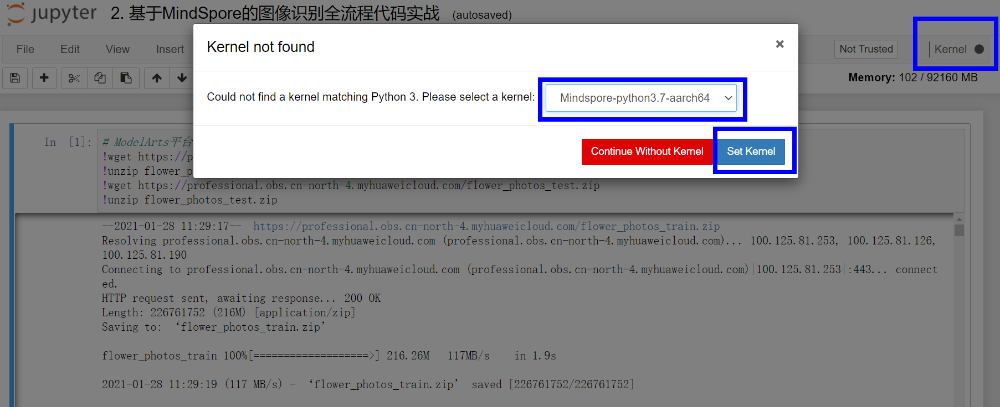 jupyter 2. 基于MindSpore的图像识别全流程代码实战 (autosaved)
Kernel not found ×
File Edit View Insert Not Trusted Kernel
Memory: 102 / 92160 MB
Could not find a kernel matching Python 3. Please select a kernel: Mindspore-python3.7-aarch64
Continue Without Kernel Set Kernel
In [1]: # ModelArts平台
!wget https://p
!unzip flower_p
!wget https://professional.obs.cn-north-4.myhuaweicloud.com/flower_photos_test.zip
!unzip flower_photos_test.zip
--2021-01-28 11:29:17-- https://professional.obs.cn-north-4.myhuaweicloud.com/flower_photos_train.zip
Resolving professional.obs.cn-north-4.myhuaweicloud.com (professional.obs.cn-north-4.myhuaweicloud.com)... 100.125.81.253, 100.125.81.126,
100.125.81.190
Connecting to professional.obs.cn-north-4.myhuaweicloud.com (professional.obs.cn-north-4.myhuaweicloud.com)|100.125.81.253|:443... connect
ed.
HTTP request sent, awaiting response... 200 OK
Length: 226761752 (216M) [application/zip]
Saving to: ‘flower_photos_train.zip’
flower_photos_train 100%[===================>] 216.26M 117MB/s in 1.9s
2021-01-28 11:29:19 (117 MB/s) - ‘flower_photos_train.zip’ saved [226761752/226761752]